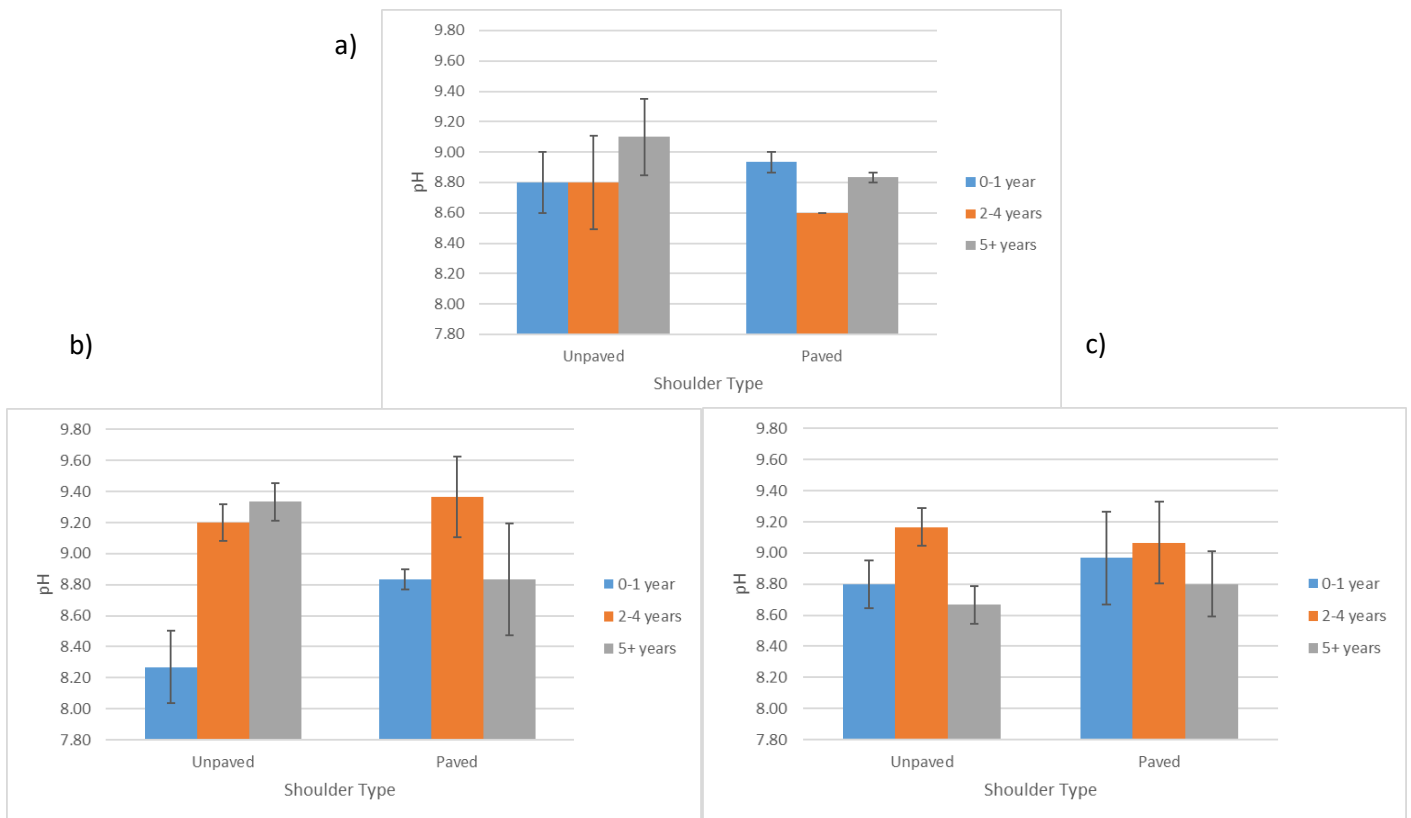 a)
9.80
9.60
9.40
9.20
9.00
8.80
8.60
8.40
8.20
8.00
7.80
pH
Unpaved Paved
Shoulder Type
0-1 year
2-4 years
5+ years
b)
9.80
9.60
9.40
9.20
9.00
8.80
8.60
8.40
8.20
8.00
7.80
pH
Unpaved Paved
Shoulder Type
0-1 year
2-4 years
5+ years
c)
9.80
9.60
9.40
9.20
9.00
8.80
8.60
8.40
8.20
8.00
7.80
pH
Unpaved Paved
Shoulder Type
0-1 year
2-4 years
5+ years